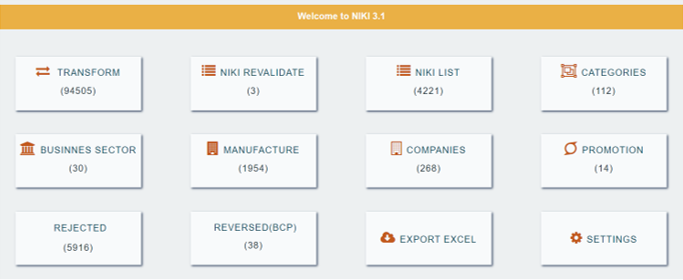 Welcome to NIKI 3.1
TRANSFORM
(94505)
NIKI REVALIDATE
(3)
NIKI LIST
(4221)
CATEGORIES
(112)
BUSINNES SECTOR
(30)
MANUFACTURE
(1954)
COMPANIES
(268)
PROMOTION
(14)
REJECTED
(5916)
REVERSED(BCP)
(38)
EXPORT EXCEL
SETTINGS